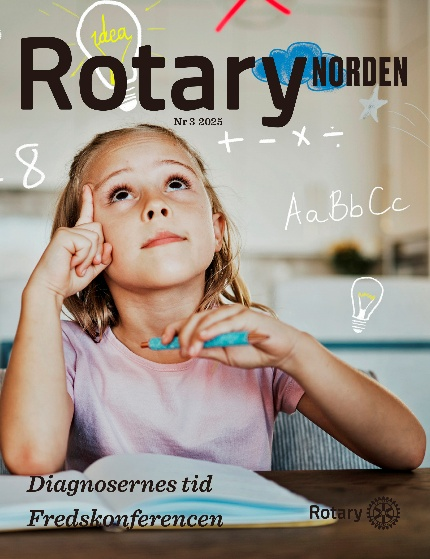 idea
Rotary NORDEN
Nr 3 2025
+ - x ÷
8
AaBbCc
Diagnosernes tid
Fredskonferencen
Rotary